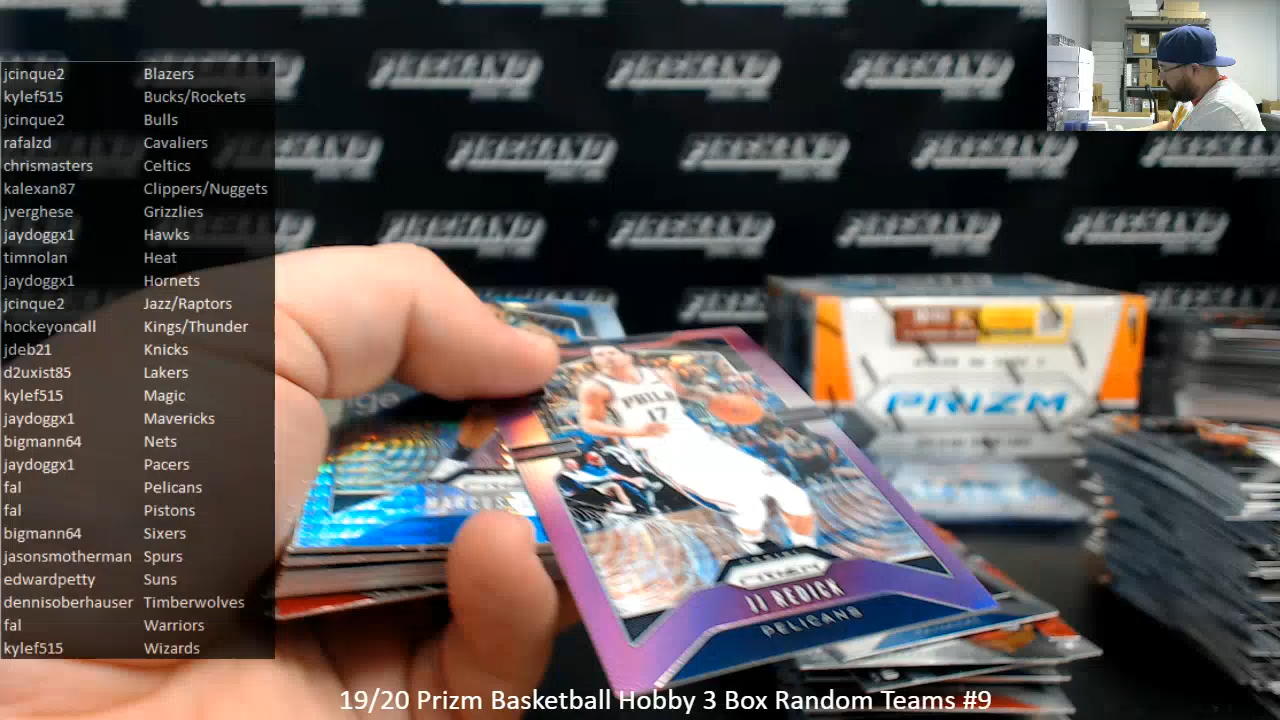 jcinque2 Blazers
kylef515 Bucks/Rockets
jcinque2 Bulls
rafalzd Cavaliers
chrismasters Celtics
kalexan87 Clippers/Nuggets
jverghese Grizzlies
jaydoggx1 Hawks
timnolan Heat
jaydoggx1 Hornets
jcinque2 Jazz/Raptors
hockeyoncall Kings/Thunder
jdeb21 Knicks
d2uxist85 Lakers
kylef515 Magic
jaydoggx1 Mavericks
bigmann64 Nets
jaydoggx1 Pacers
fal Pelicans
fal Pistons
bigmann64 Sixers
jasonsmotherman Spurs
edwardpetty Suns
dennisoberhauser Timberwolves
fal Warriors
kylef515 Wizards
PRIZM
PHILA
17
MARCUS
PRIZM
JJ REDICK
PELICANS
19/20 Prizm Basketball Hobby 3 Box Random Teams #9